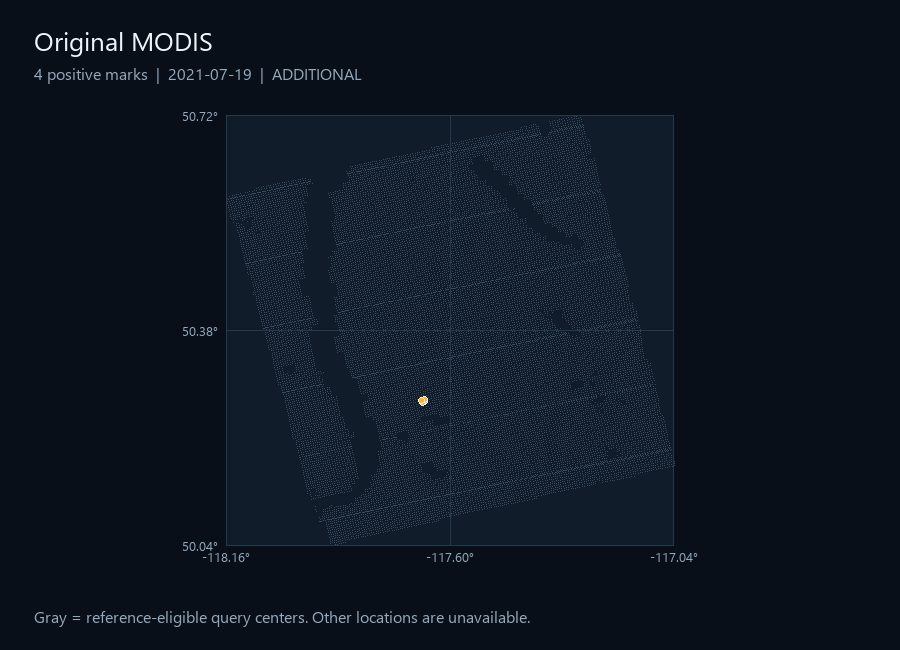 Original MODIS
4 positive marks | 2021-07-19 | ADDITIONAL
50.72°
50.38°
50.04°
-118.16°
-117.60°
-117.04°
Gray = reference-eligible query centers. Other locations are unavailable.